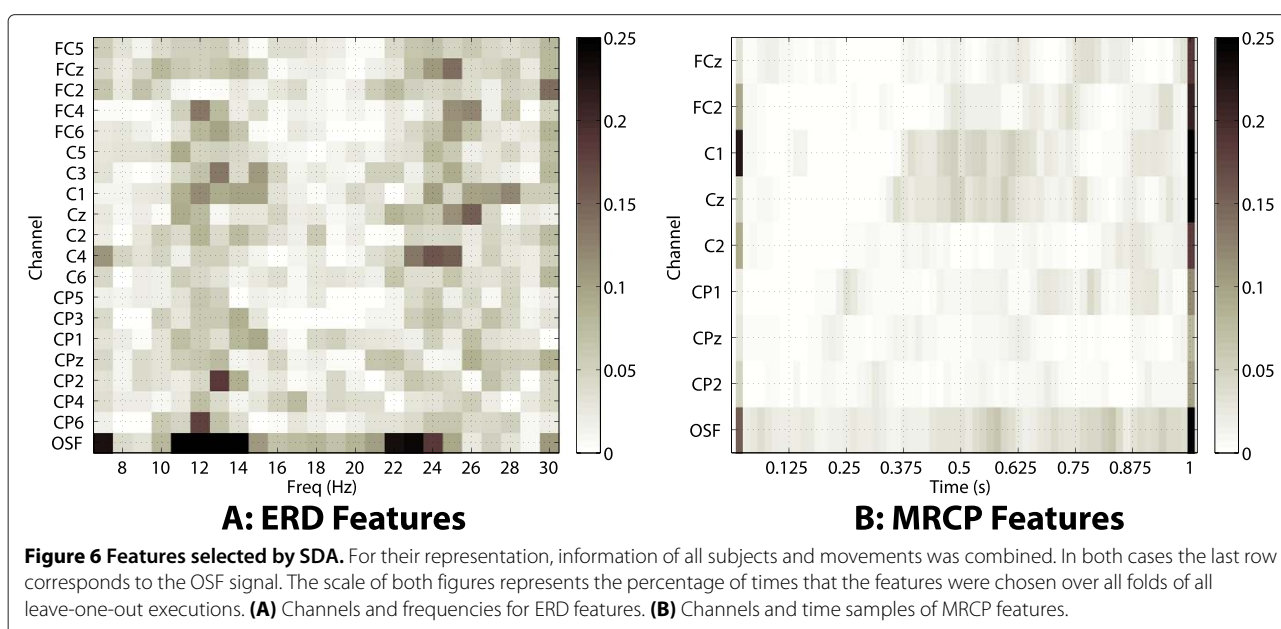 FC5
FCz
FC2
FC4
FC6
C5
C3
C1
Cz
C2
C4
C6
CP5
CP3
CP1
CPz
CP2
CP4
CP6
OSF
Channel
8 10 12 14 16 18 20 22 24 26 28 30
Freq (Hz)
0.25
0.2
0.15
0.1
0.05
0
A: ERD Features
FCz
FC2
C1
Cz
C2
CP1
CPz
CP2
OSF
Channel
0.125 0.25 0.375 0.5 0.625 0.75 0.875 1
Time (s)
0.25
0.2
0.15
0.1
0.05
0
B: MRCP Features
Figure 6 Features selected by SDA. For their representation, information of all subjects and movements was combined. In both cases the last row
corresponds to the OSF signal. The scale of both figures represents the percentage of times that the features were chosen over all folds of all
leave-one-out executions. (A) Channels and frequencies for ERD features. (B) Channels and time samples of MRCP features.